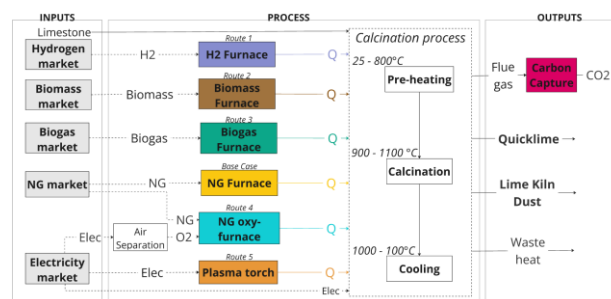 INPUTS
PROCESS
OUTPUTS
Limestone
Hydrogen
market
H2
Route 1
H2 Furnace
Q
Biomass
market
Biomass
Route 2
Biomass
Furnace
Q
Biogas
market
Biogas
Route 3
Biogas
Furnace
Q
NG market
NG
Base Case
NG Furnace
Q
NG
Elec
Air
Separation
O2
Route 4
NG oxy-
furnace
Q
Electricity
market
Elec
Route 5
Plasma torch
Q
Elec
Calcination process
25 - 800°C
Pre-heating
900 - 1100 °C
Calcination
1000 - 100°C
Cooling
Flue
gas
Carbon
Capture
CO2
Quicklime
Lime Kiln
Dust
Waste
heat